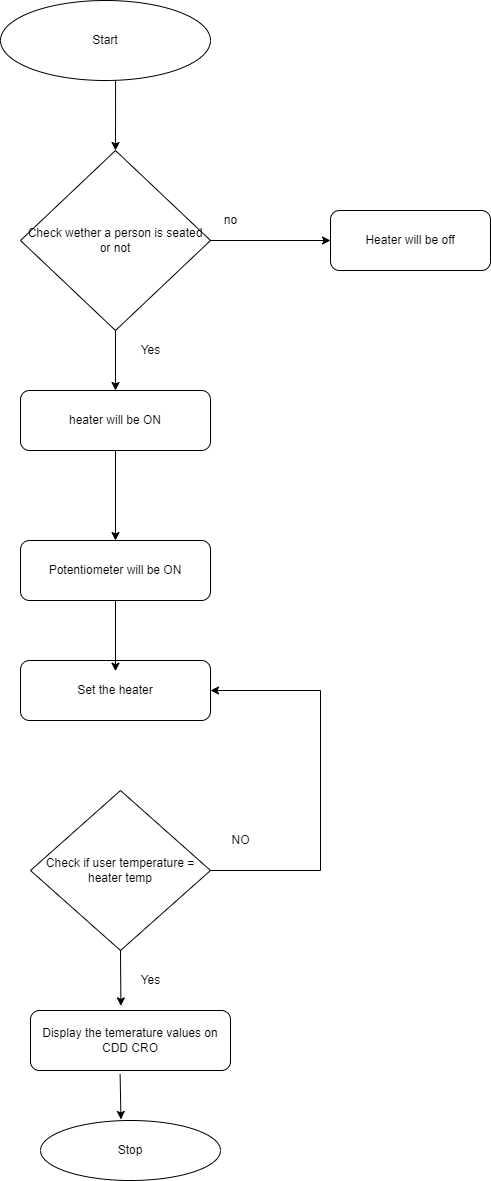 Start
Check wether a person is seated
or not
no
Heater will be off
Yes
heater will be ON
Potentiometer will be ON
Set the heater
NO
Check if user temperature =
heater temp
Yes
Display the temerature values on
CDD CRO
Stop